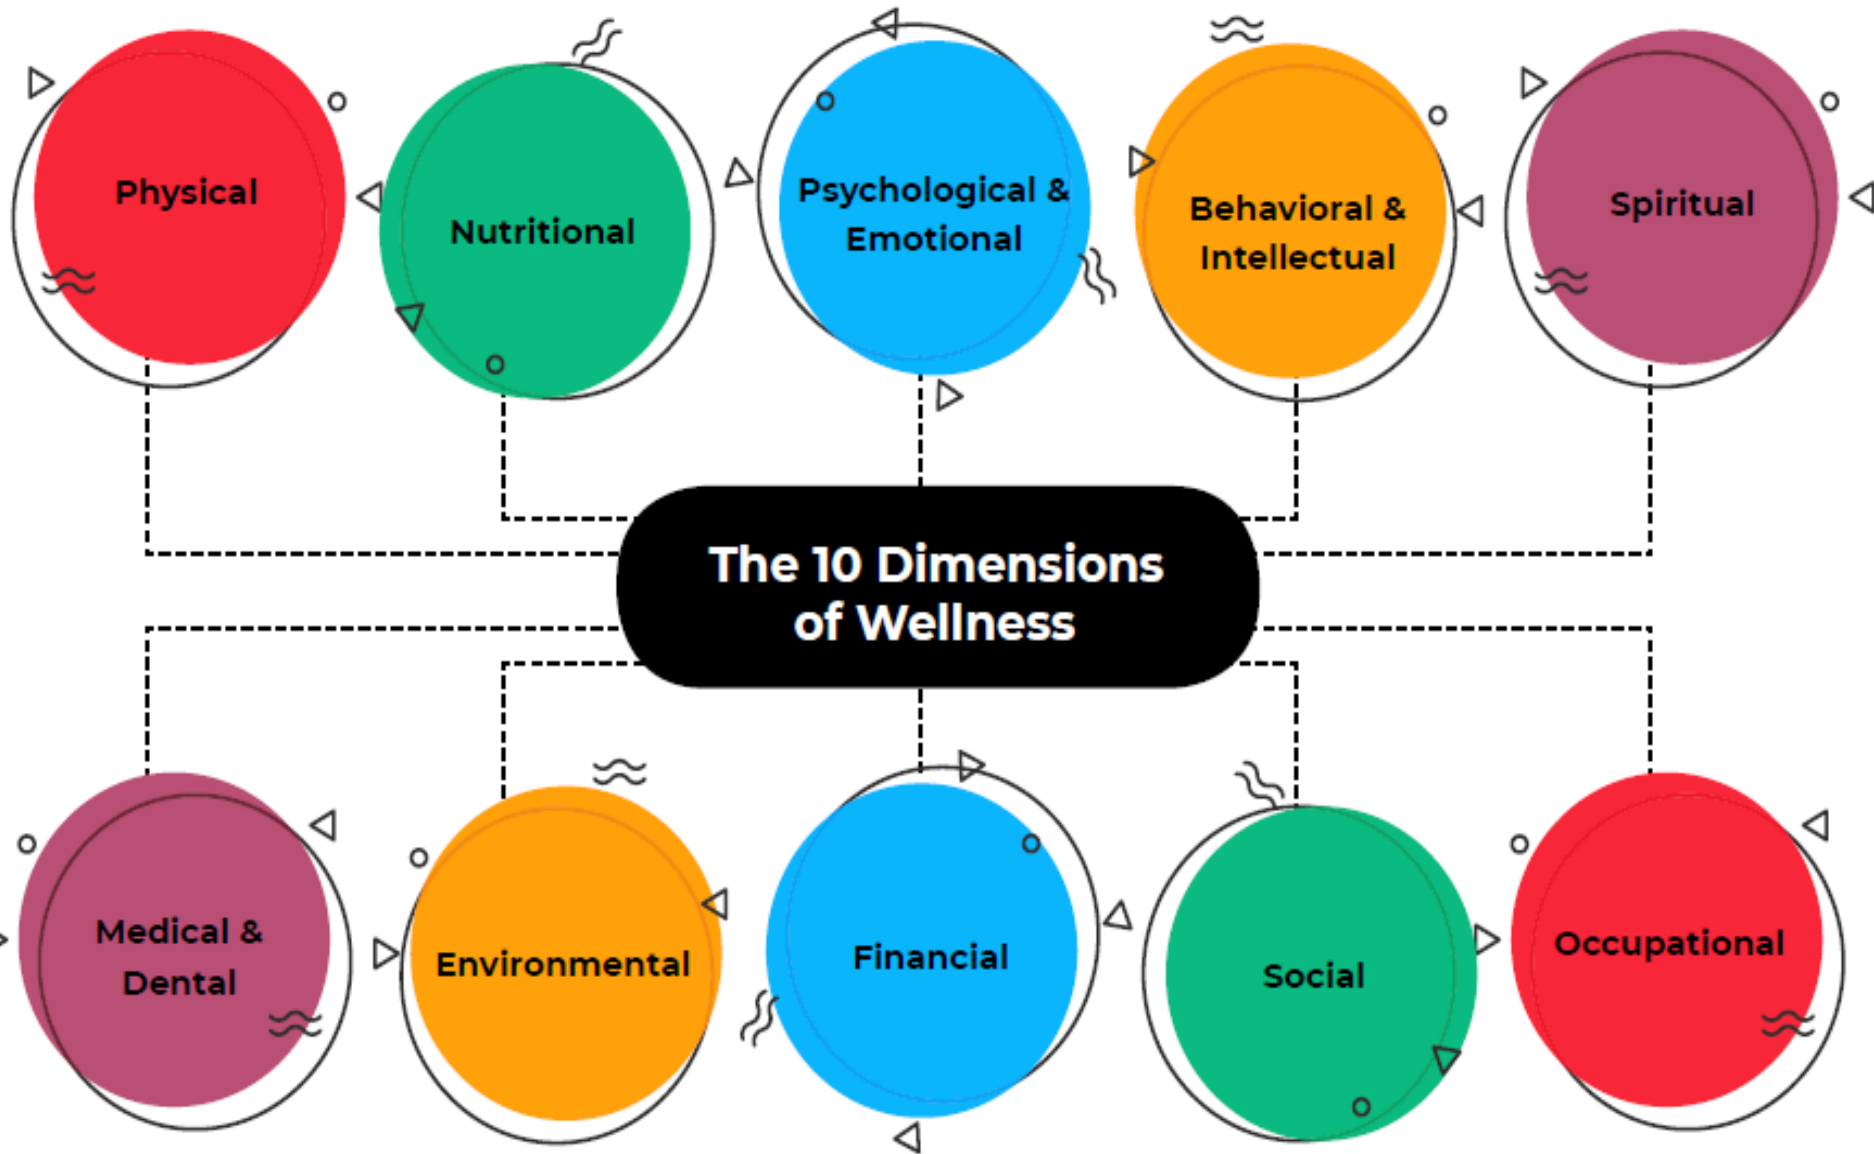 Physical
Nutritional
Psychological &
Emotional
Behavioral &
Intellectual
Spiritual
The 10 Dimensions
of Wellness
Medical &
Dental
Environmental
Financial
Social
Occupational